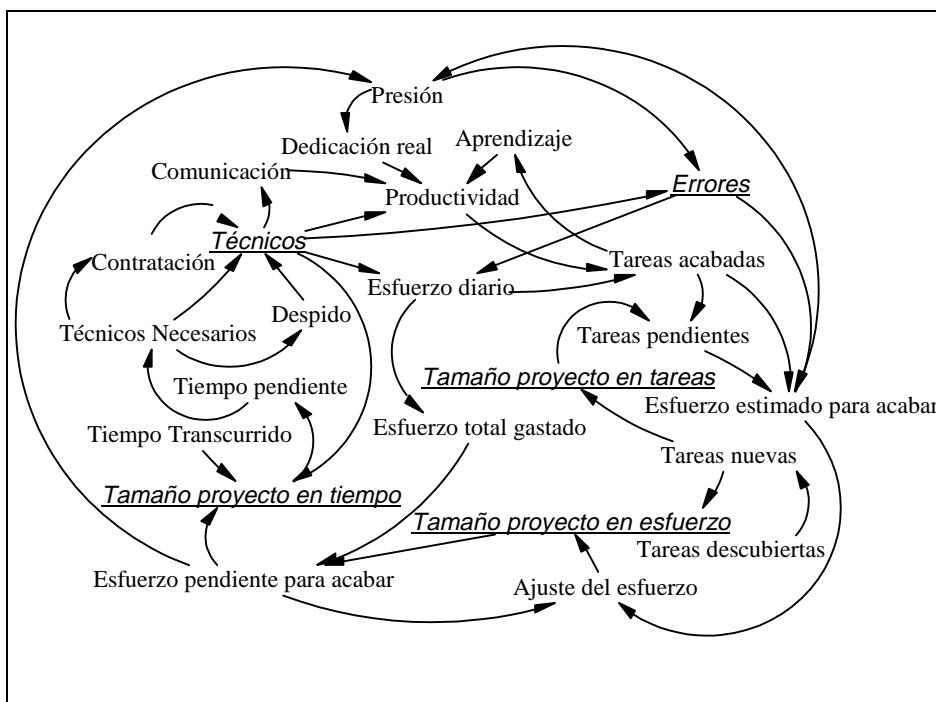 Presión
Dedicación real
Aprendizaje
Comunicación
Productividad
Errores
Técnicos
Contratación
Tareas acabadas
Esfuerzo diario
Despido
Técnicos Necesarios
Tareas pendientes
Tiempo pendiente
Tamaño proyecto en tareas
Esfuerzo estimado para acabar
Tiempo Transcurrido
Esfuerzo total gastado
Tareas nuevas
Tamaño proyecto en tiempo
Tamaño proyecto en esfuerzo
Tareas descubiertas
Esfuerzo pendiente para acabar
Ajuste del esfuerzo